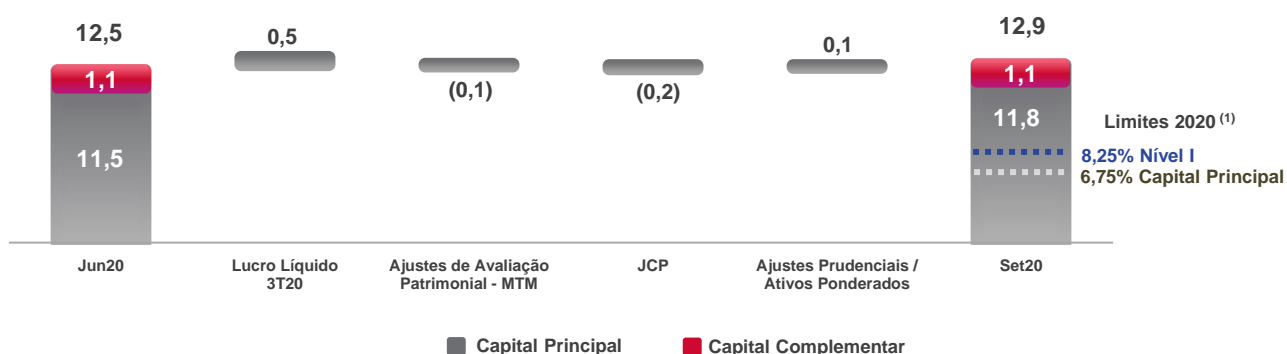 12,5
0,5
(0,1)
(0,2)
0,1
12,9
1,1
11,5
1,1
11,8
Limites 2020 (1)
8,25% Nível I
6,75% Capital Principal
Jun20
Lucro Líquido
3T20
Ajustes de Avaliação
Patrimonial - MTM
JCP
Ajustes Prudenciais /
Ativos Ponderados
Set20
Capital Principal
Capital Complementar